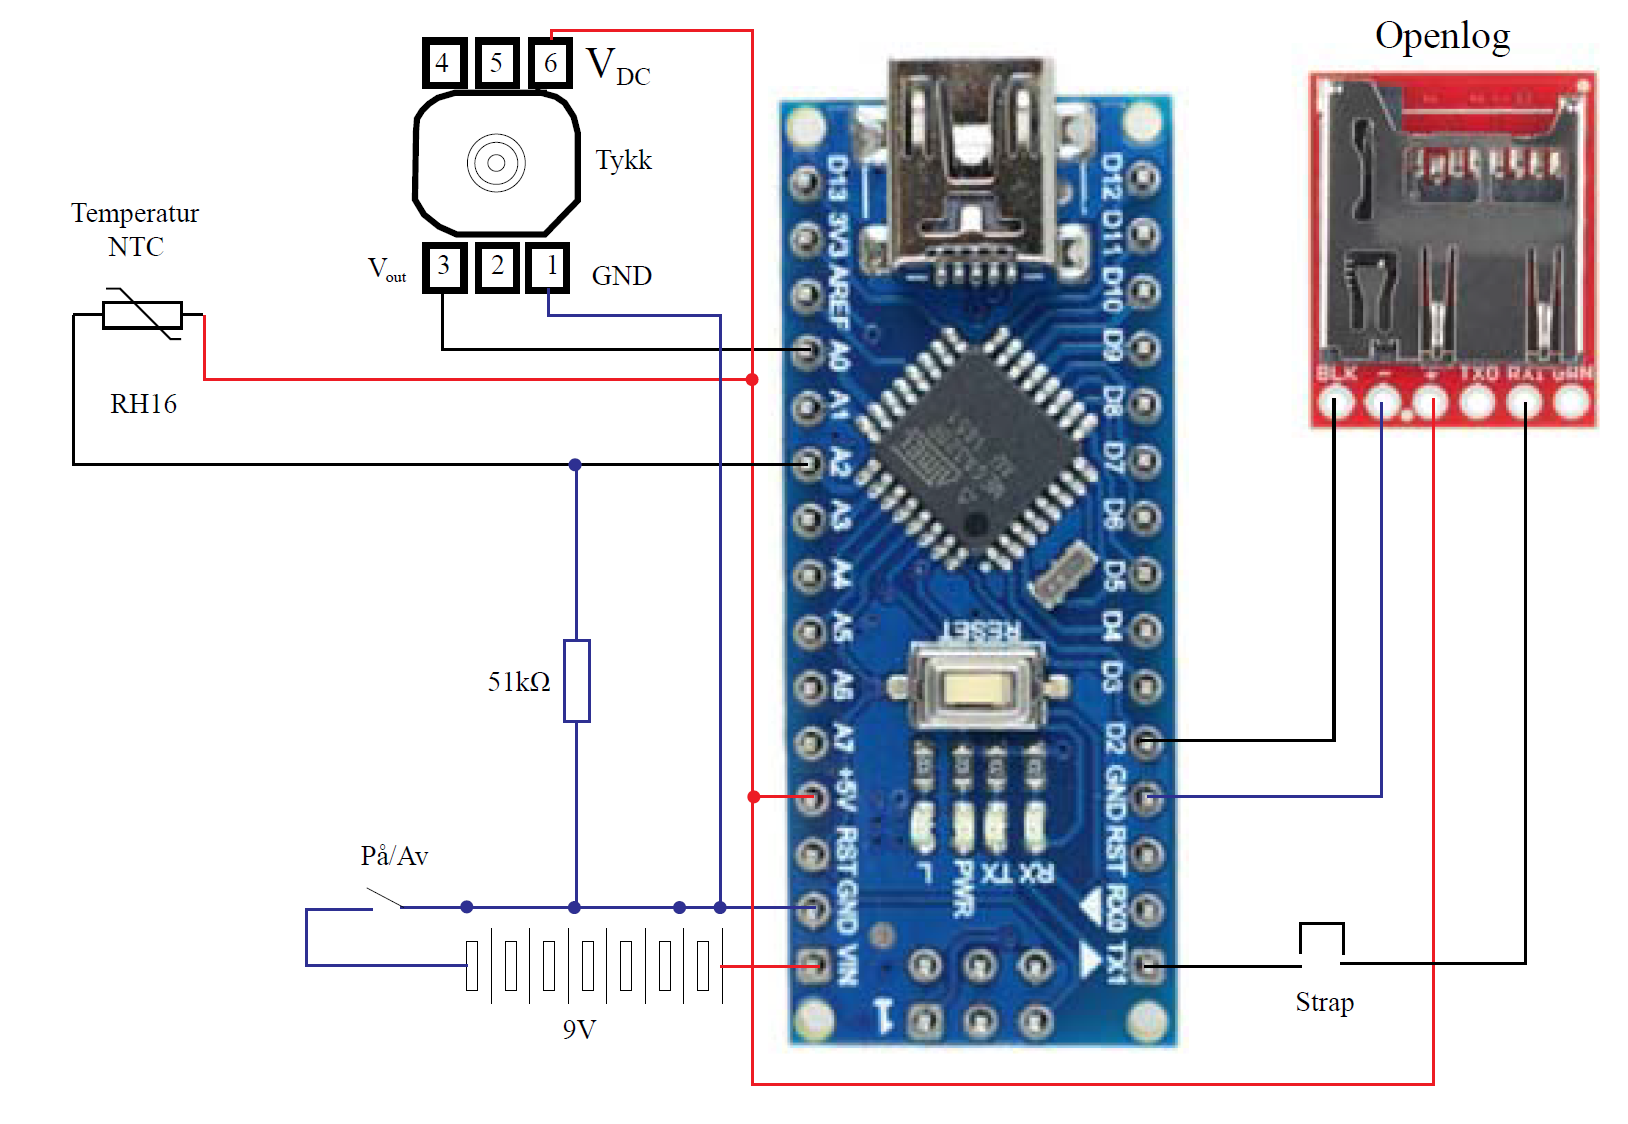 Openlog
4
5
6
V DC
Tykk
Temperatur
NTC
Vout
3
2
1
GND
RH16
51kΩ
På/Av
9V
Strap
D13
3V3
AREF
A0
A1
A2
A3
A4
A5
A6
A7
+5V
RST
GND
VIN
D12
D11
D10
D9
D8
D7
D6
D5
D4
D3
D2
GND
RST
RX0
TX1
RESET
L
PWR
TX
RX
1
BLK
-
+
TXO
RXI
GRN